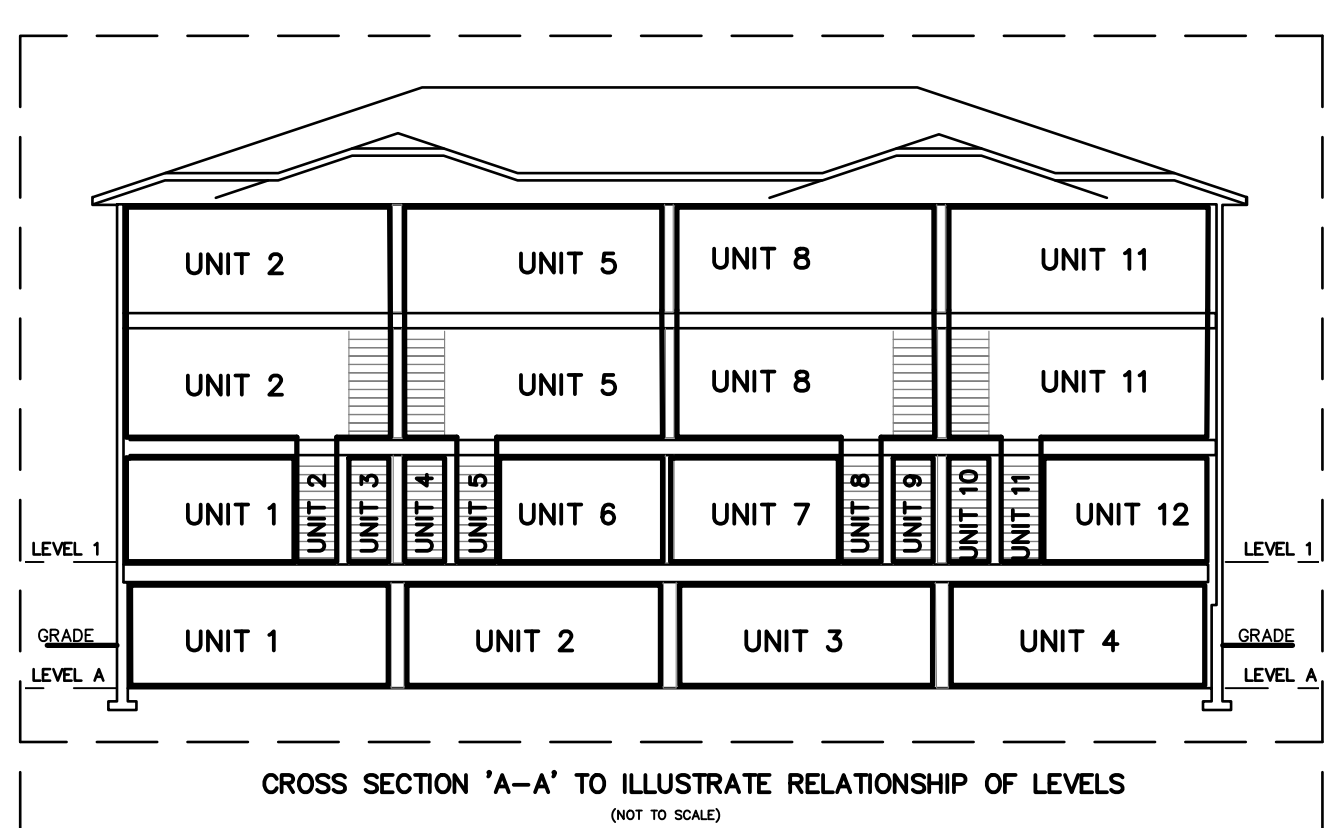 UNIT 2 UNIT 5 UNIT 8 UNIT 11
UNIT 2 UNIT 5 UNIT 8 UNIT 11
UNIT 1 UNIT 2 UNIT 3 UNIT 4 UNIT 5 UNIT 6 UNIT 7 UNIT 8 UNIT 9 UNIT 10 UNIT 11 UNIT 12
LEVEL 1 LEVEL 1
UNIT 1 UNIT 2 UNIT 3 UNIT 4
GRADE GRADE
LEVEL A LEVEL A
CROSS SECTION 'A-A' TO ILLUSTRATE RELATIONSHIP OF LEVELS
(NOT TO SCALE)